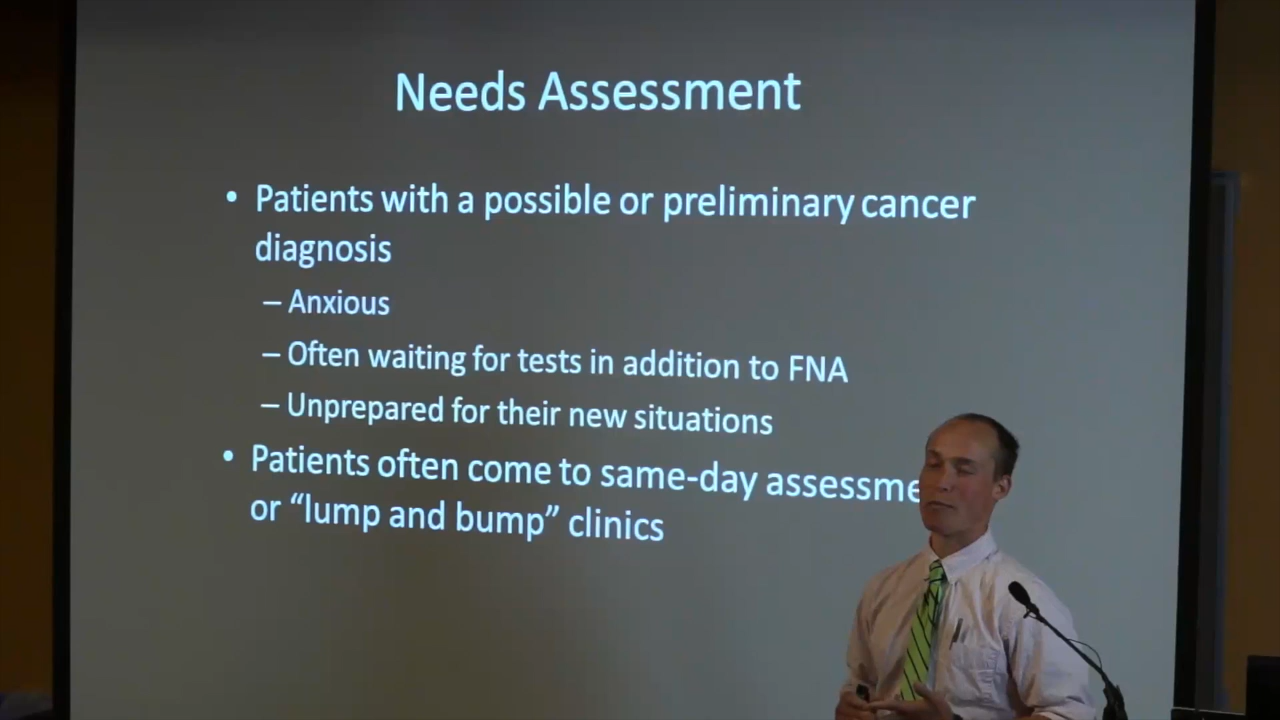 Needs Assessment
• Patients with a possible or preliminary cancer
diagnosis
– Anxious
– Often waiting for tests in addition to FNA
– Unprepared for their new situations
• Patients often come to same-day assessme
or “lump and bump” clinics